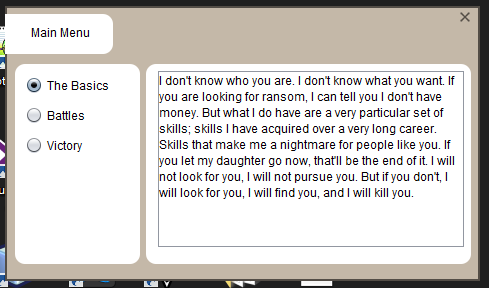 Main Menu
The Basics
Battles
Victory
I don't know who you are. I don't know what you want. If
you are looking for ransom, I can tell you I don't have
money. But what I do have are a very particular set of
skills; skills I have acquired over a very long career.
Skills that make me a nightmare for people like you. If
you let my daughter go now, that'll be the end of it. I will
not look for you, I will not pursue you. But if you don't, I
will look for you, I will find you, and I will kill you.